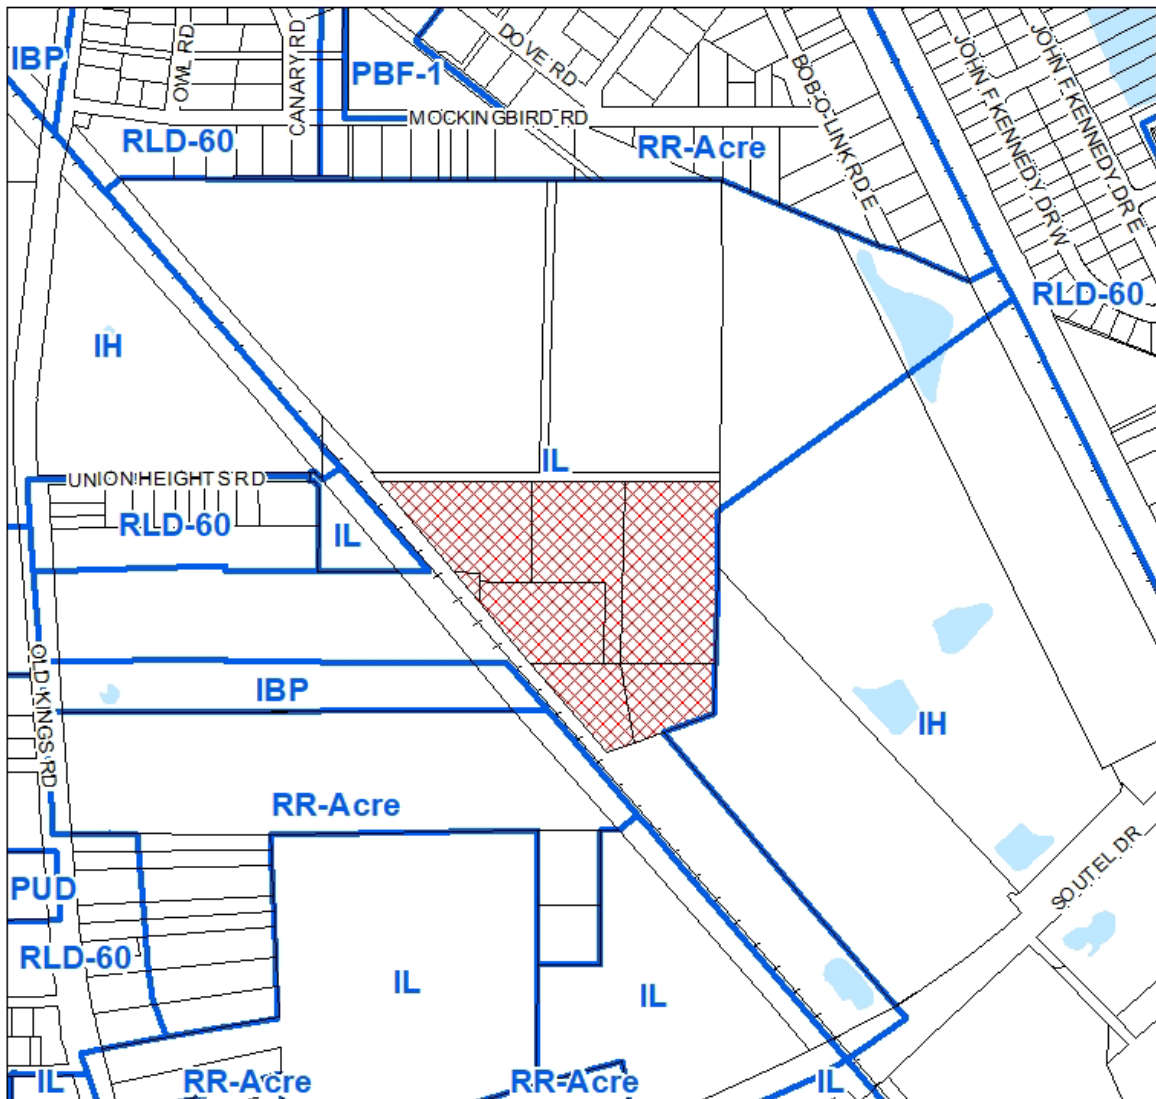 IBP
OWL RD
CANARY RD
PBF-1
DOVE RD
BOB-O-LINK RD E
JOHN F KENNEDY DR W
JOHN F KENNEDY DR E
MOCKINGBIRD RD
RLD-60
RR-Acre
RLD-60
IH
IL
UNION HEIGHTS RD
RLD-60
IL
OLD KINGS RD
IBP
IH
RR-Acre
SOUTEL DR
PUD
RLD-60
IL
IL
IL
RR-Acre
RR-Acre
IL